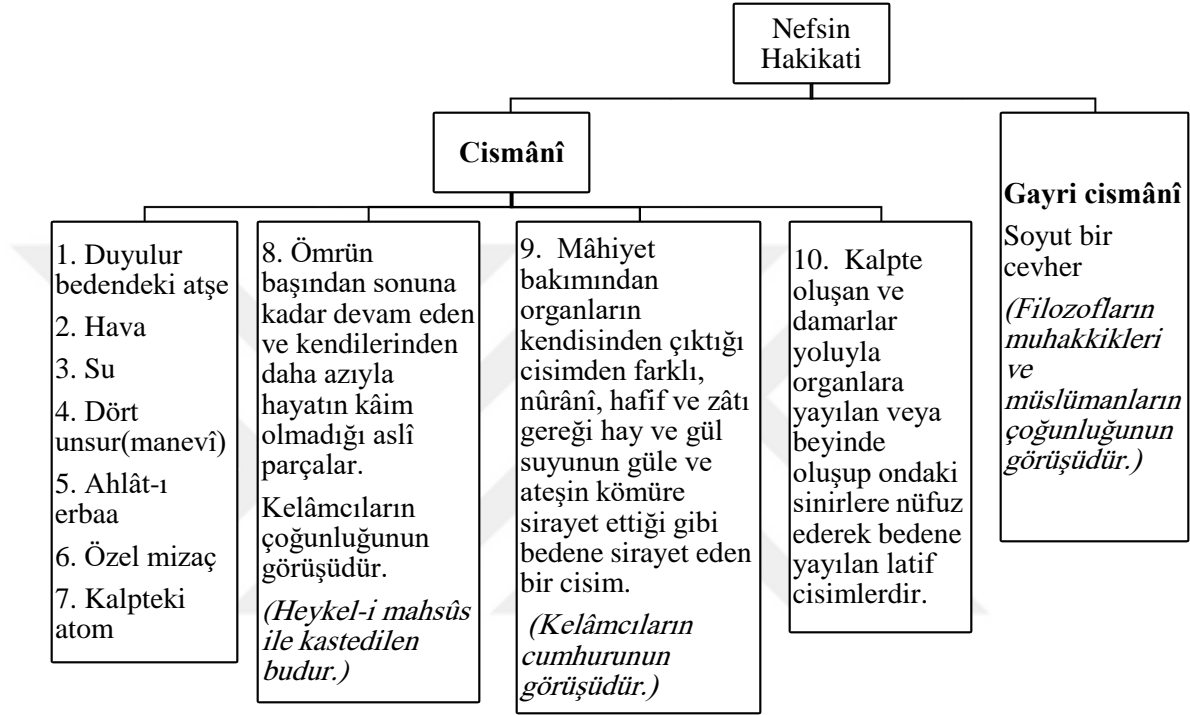 Nefsin
Hakikati
Cismânî
1. Duyulur
bedendeki atşe
2. Hava
3. Su
4. Dört
unsur(manevî)
5. Ahlât-ı
erbaa
6. Özel mizaç
7. Kalpteki
atom
8. Ömrün
başından sonuna
kadar devam eden
ve kendilerinden
daha azıyla
hayatın kâim
olmadığı aslî
parçalar.
Kelâmcıların
çoğunluğunun
görüşüdür.
(Heykel-i mahsûs
ile kastedilen
budur.)
9. Mâhiyet
bakımından
organların
kendisinden çıktığı
cisimden farklı,
nûrânî, hafif ve zâtı
gereği hay ve gül
suyunun güle ve
ateşin kömüre
sirayet ettiği gibi
bedene sirayet eden
bir cisim.
(Kelâmcıların
cumhurunun
görüşüdür.)
10. Kalpte
oluşan ve
damarlar
yoluyla
organlara
yayılan veya
beyinde
oluşup ondaki
sinirlere nüfuz
ederek bedene
yayılan latif
cisimlerdir.
Gayri cismânî
Soyut bir
cevher
(Filozofların
muhakkikleri
ve
müslümanların
çoğunluğunun
görüşüdür.)